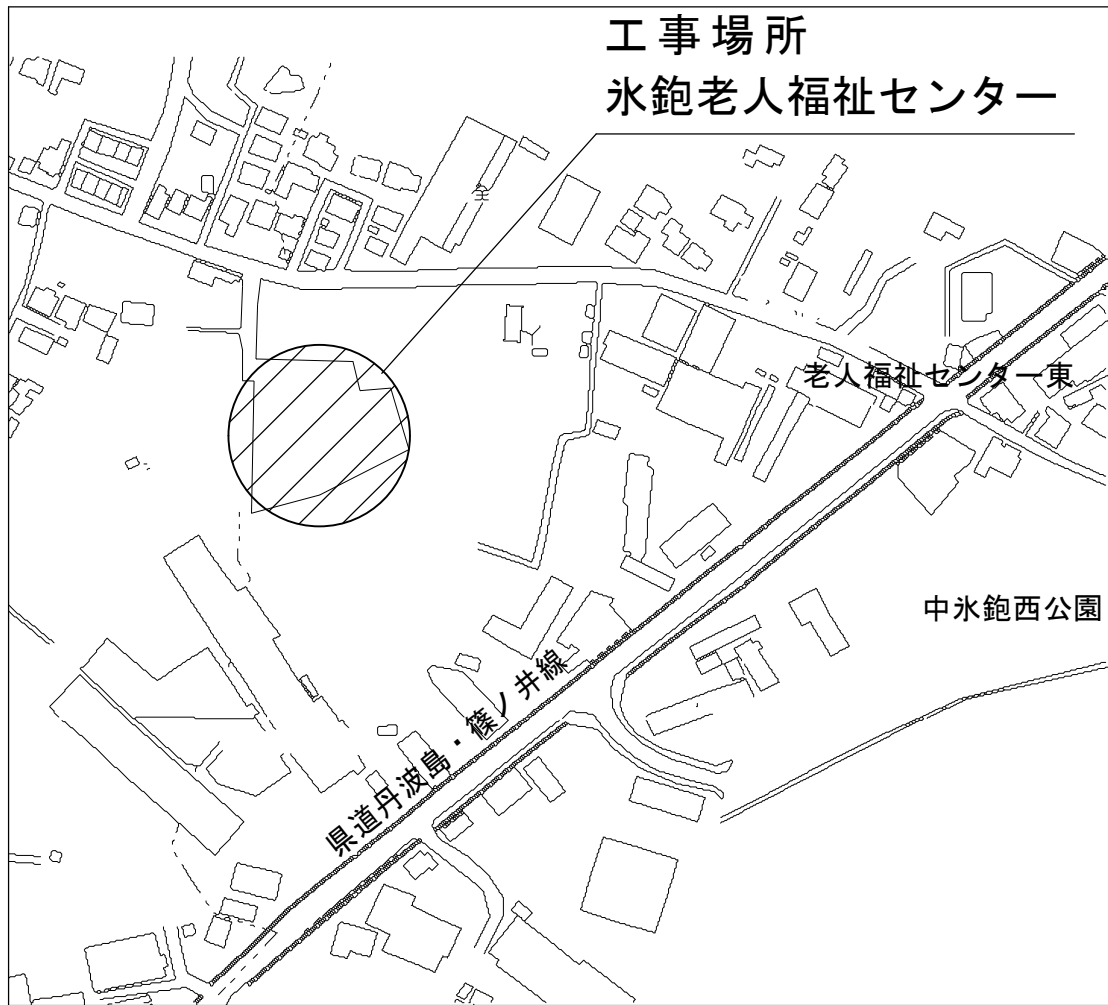 工事場所
氷鉋老人福祉センター
老人福祉センター東
中氷鉋西公園
県道丹波島・篠ノ井線